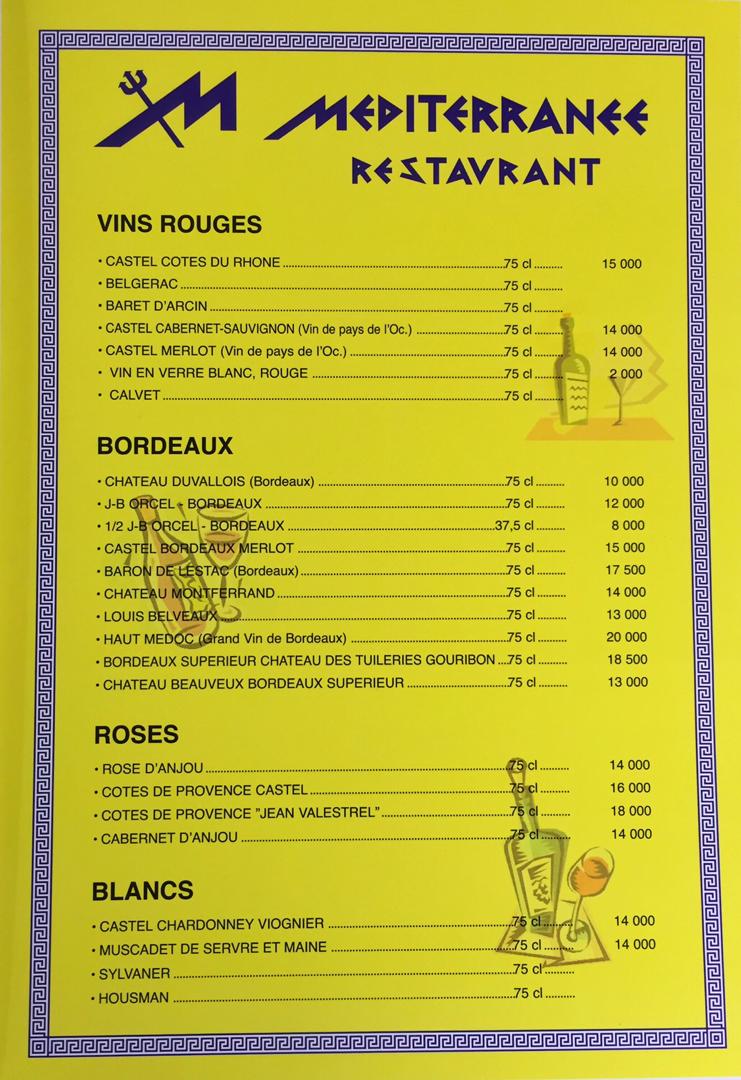 MEDITERRANEE
RESTAVRANT
VINS ROUGES
• CASTEL COTES DU RHONE ..........75 cl .......... 15 000
• BELGERAC ..........75 cl ..........
• BARET D'ARCIN ..........75 cl ..........
• CASTEL CABERNET-SAUVIGNON (Vin de pays de l'Oc.) ..........75 cl .......... 14 000
• CASTEL MERLOT (Vin de pays de l'Oc.) ..........75 cl .......... 14 000
• VIN EN VERRE BLANC, ROUGE ..........75 cl .......... 2 000
• CALVET ..........75 cl ..........
BORDEAUX
• CHATEAU DUVALLOIS (Bordeaux) ..........75 cl .......... 10 000
• J-B ORCEL - BORDEAUX ..........75 cl .......... 12 000
• 1/2 J-B ORCEL - BORDEAUX ..........37,5 cl .......... 8 000
• CASTEL BORDEAUX MERLOT ..........75 cl .......... 15 000
• BARON DE LESTAC (Bordeaux) ..........75 cl .......... 17 500
• CHATEAU MONTFERRAND ..........75 cl .......... 14 000
• LOUIS BELVEAUX ..........75 cl .......... 13 000
• HAUT MEDOC (Grand Vin de Bordeaux) ..........75 cl .......... 20 000
• BORDEAUX SUPERIEUR CHATEAU DES TUILERIES GOURIBON ...75 cl .......... 18 500
• CHATEAU BEAUVEUX BORDEAUX SUPERIEUR ..........75 cl .......... 13 000
ROSES
• ROSE D'ANJOU ..........75 cl .......... 14 000
• COTES DE PROVENCE CASTEL ..........75 cl .......... 16 000
• COTES DE PROVENCE "JEAN VALESTREL" ..........75 cl .......... 18 000
• CABERNET D'ANJOU ..........75 cl .......... 14 000
BLANCS
• CASTEL CHARDONNEY VIOGNIER ..........75 cl .......... 14 000
• MUSCADET DE SERVRE ET MAINE ..........75 cl .......... 14 000
• SYLVANER ..........75 cl ..........
• HOUSMAN ..........75 cl ..........